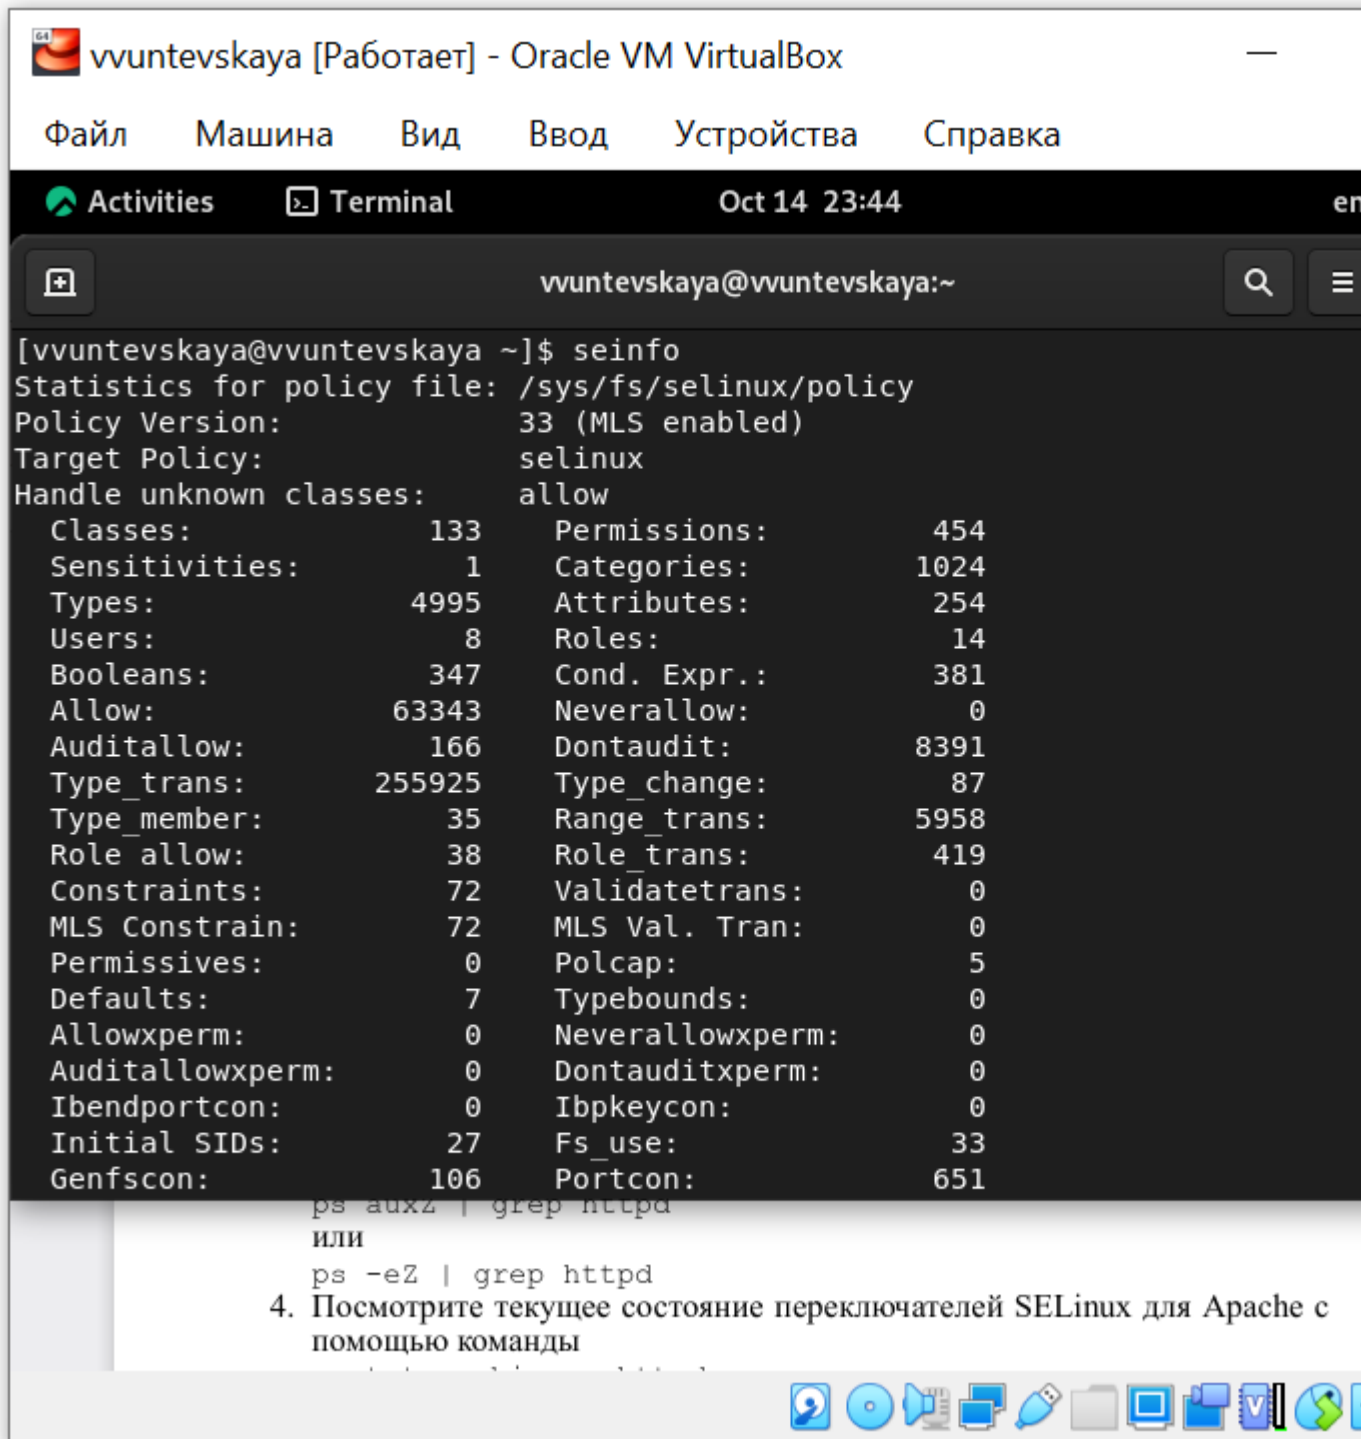 vvuntevskaya [Работает] - Oracle VM VirtualBox
Файл Машина Вид Ввод Устройства Справка
Activities Terminal Oct 14 23:44 en
vvuntevskaya@vvuntevskaya:~
[vvuntevskaya@vvuntevskaya ~]$ seinfo
Statistics for policy file: /sys/fs/selinux/policy
Policy Version: 33 (MLS enabled)
Target Policy: selinux
Handle unknown classes: allow
Classes: 133 Permissions: 454
Sensitivities: 1 Categories: 1024
Types: 4995 Attributes: 254
Users: 8 Roles: 14
Booleans: 347 Cond. Expr.: 381
Allow: 63343 Neverallow: 0
Auditallow: 166 Dontaudit: 8391
Type_trans: 255925 Type_change: 87
Type_member: 35 Range_trans: 5958
Role allow: 38 Role_trans: 419
Constraints: 72 Validatetrans: 0
MLS Constrain: 72 MLS Val. Tran: 0
Permissives: 0 Polcap: 5
Defaults: 7 Typebounds: 0
Allowxperm: 0 Neverallowxperm: 0
Auditallowxperm: 0 Dontauditxperm: 0
Ibendportcon: 0 Ibpkeycon: 0
Initial SIDs: 27 Fs_use: 33
Genfscon: 106 Portcon: 651
ps auxZ | grep httpd
или
ps -eZ | grep httpd
4. Посмотрите текущее состояние переключателей SELinux для Apache с
помощью команды